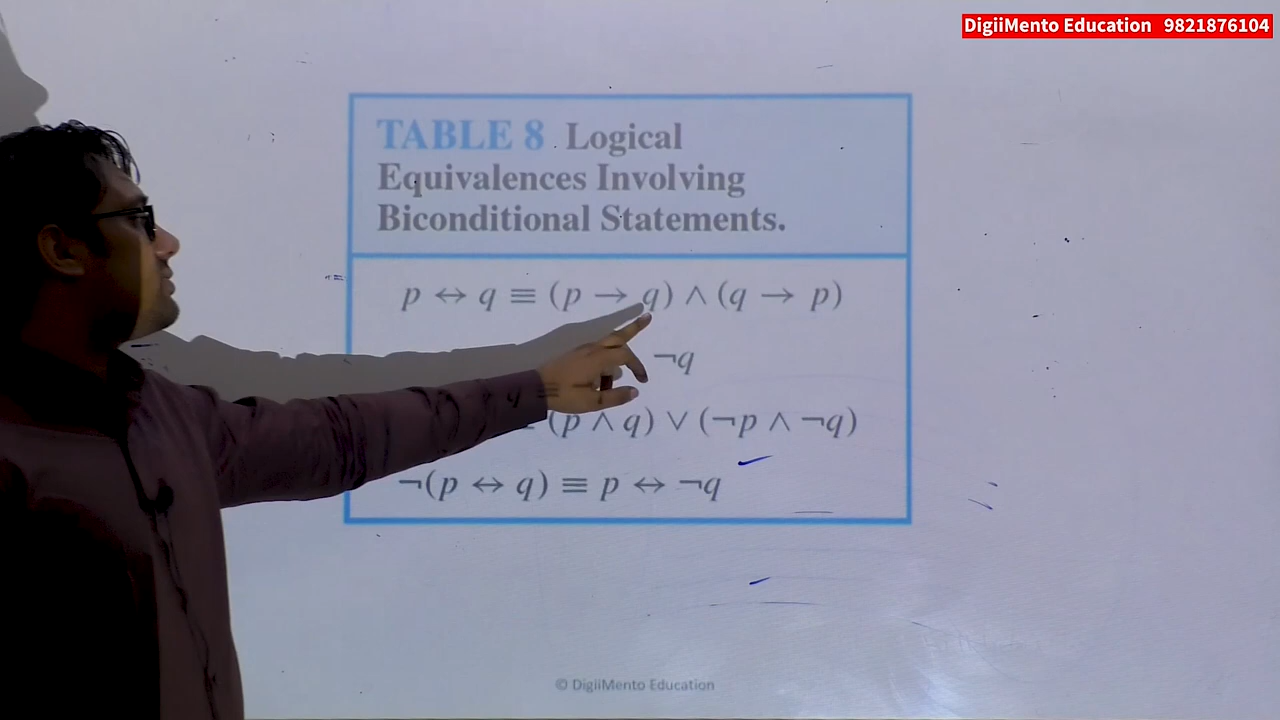 DigiiMento Education 9821876104
TABLE 8 Logical
Equivalences Involving
Biconditional Statements.
p ↔ q ≡ (p → q) ∧ (q → p)
¬q
(p ∧ q) ∨ (¬p ∧ ¬q)
¬(p ↔ q) ≡ p ↔ ¬q
© DigiiMento Education